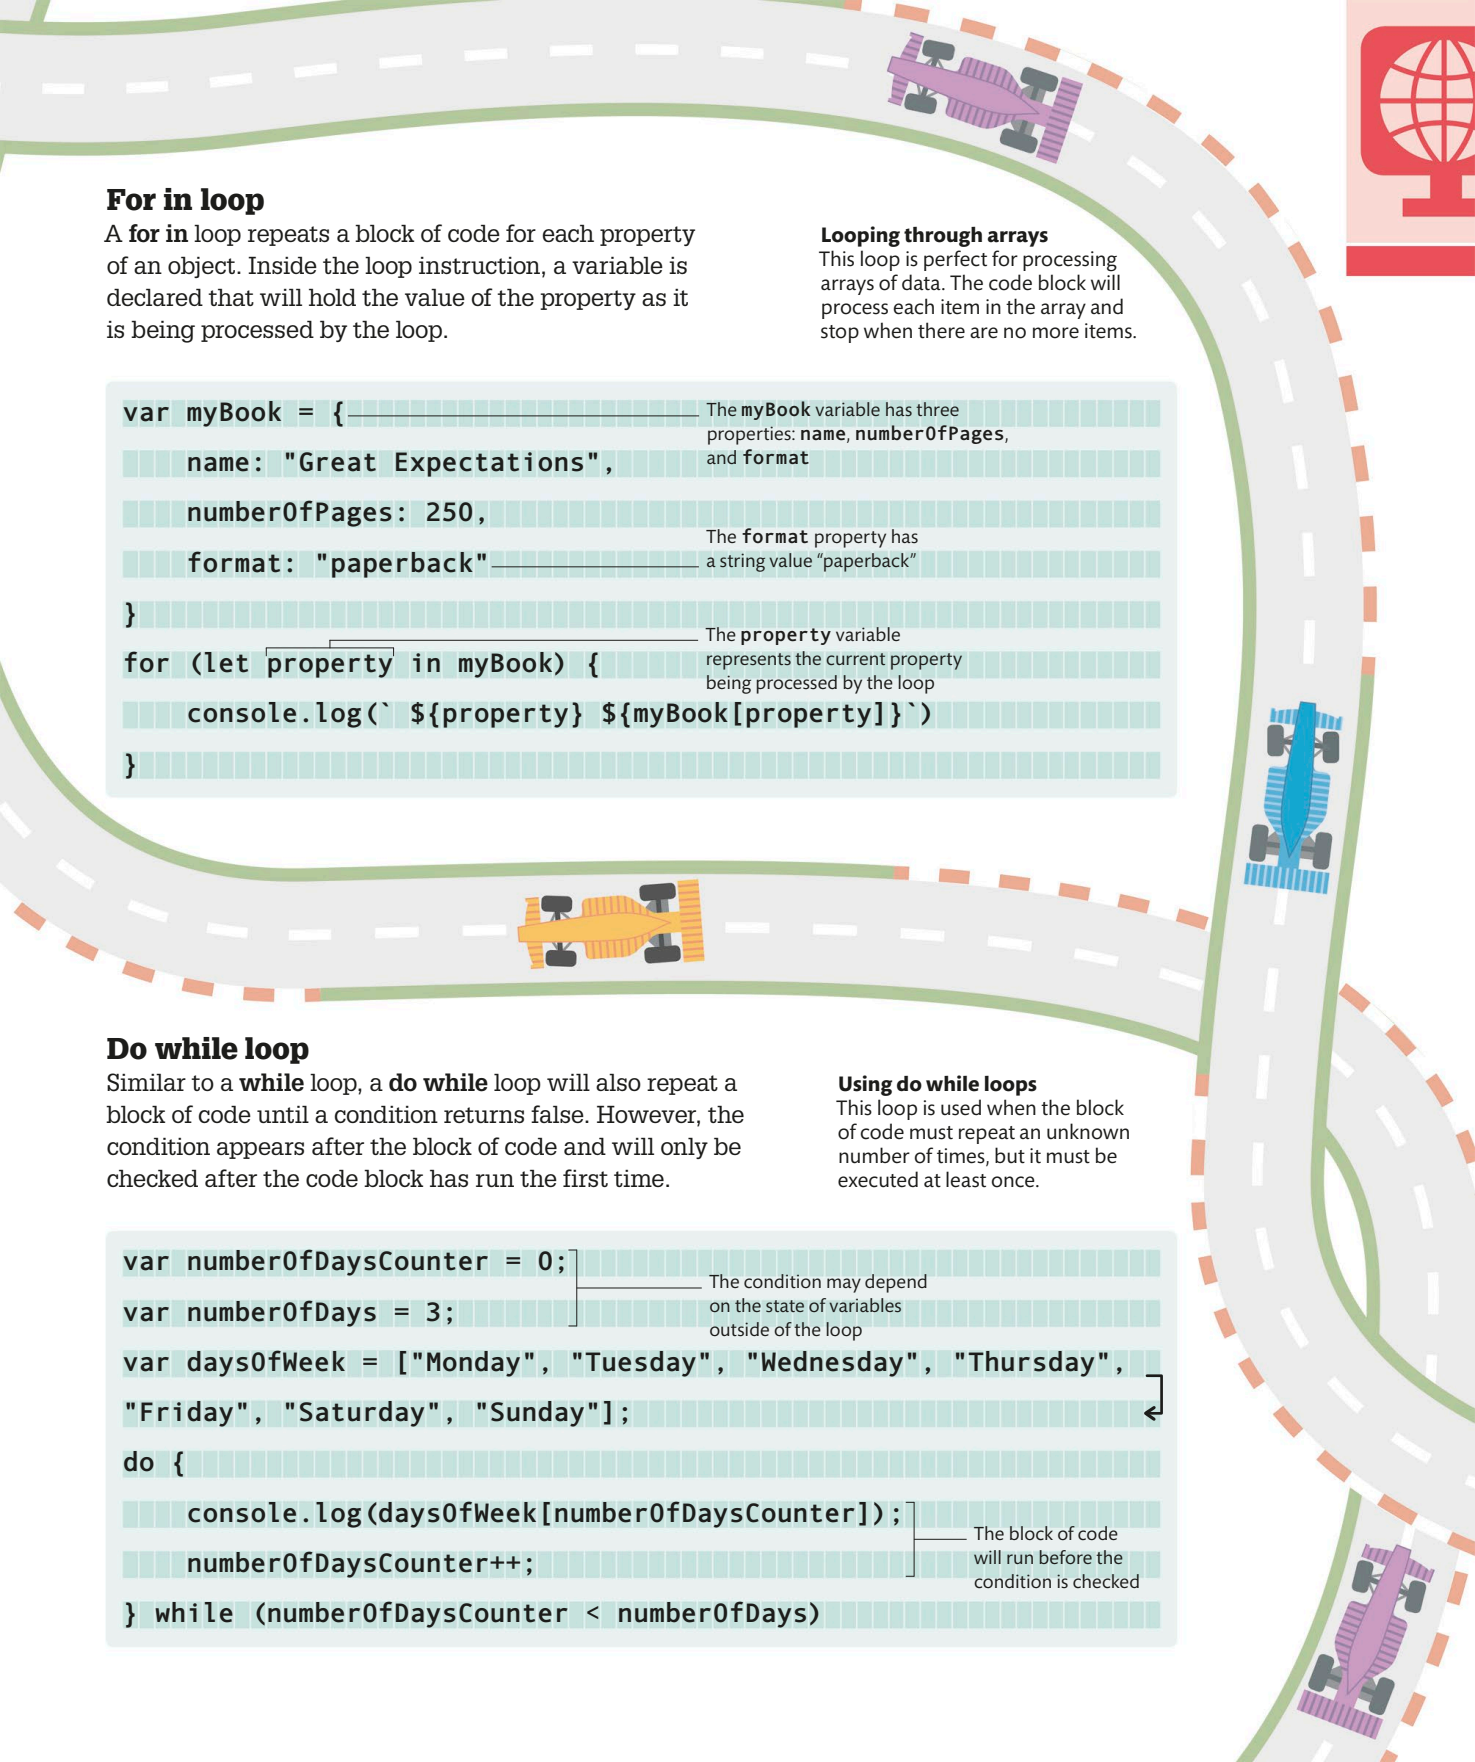 For in loop
A for in loop repeats a block of code for each property
of an object. Inside the loop instruction, a variable is
declared that will hold the value of the property as it
is being processed by the loop.
Looping through arrays
This loop is perfect for processing
arrays of data. The code block will
process each item in the array and
stop when there are no more items.
var myBook = {
The myBook variable has three
properties: name, numberOfPages,
and format
    name: "Great Expectations",
    numberOfPages: 250,
    format: "paperback"
The format property has
a string value “paperback”
}
for (let property in myBook) {
The property variable
represents the current property
being processed by the loop
    console.log(` ${property} ${myBook[property]}`)
}
Do while loop
Similar to a while loop, a do while loop will also repeat a
block of code until a condition returns false. However, the
condition appears after the block of code and will only be
checked after the code block has run the first time.
Using do while loops
This loop is used when the block
of code must repeat an unknown
number of times, but it must be
executed at least once.
var numberOfDaysCounter = 0;
var numberOfDays = 3;
The condition may depend
on the state of variables
outside of the loop
var daysOfWeek = ["Monday", "Tuesday", "Wednesday", "Thursday",
"Friday", "Saturday", "Sunday"];
do {
    console.log(daysOfWeek[numberOfDaysCounter]);
    numberOfDaysCounter++;
The block of code
will run before the
condition is checked
} while (numberOfDaysCounter < numberOfDays)